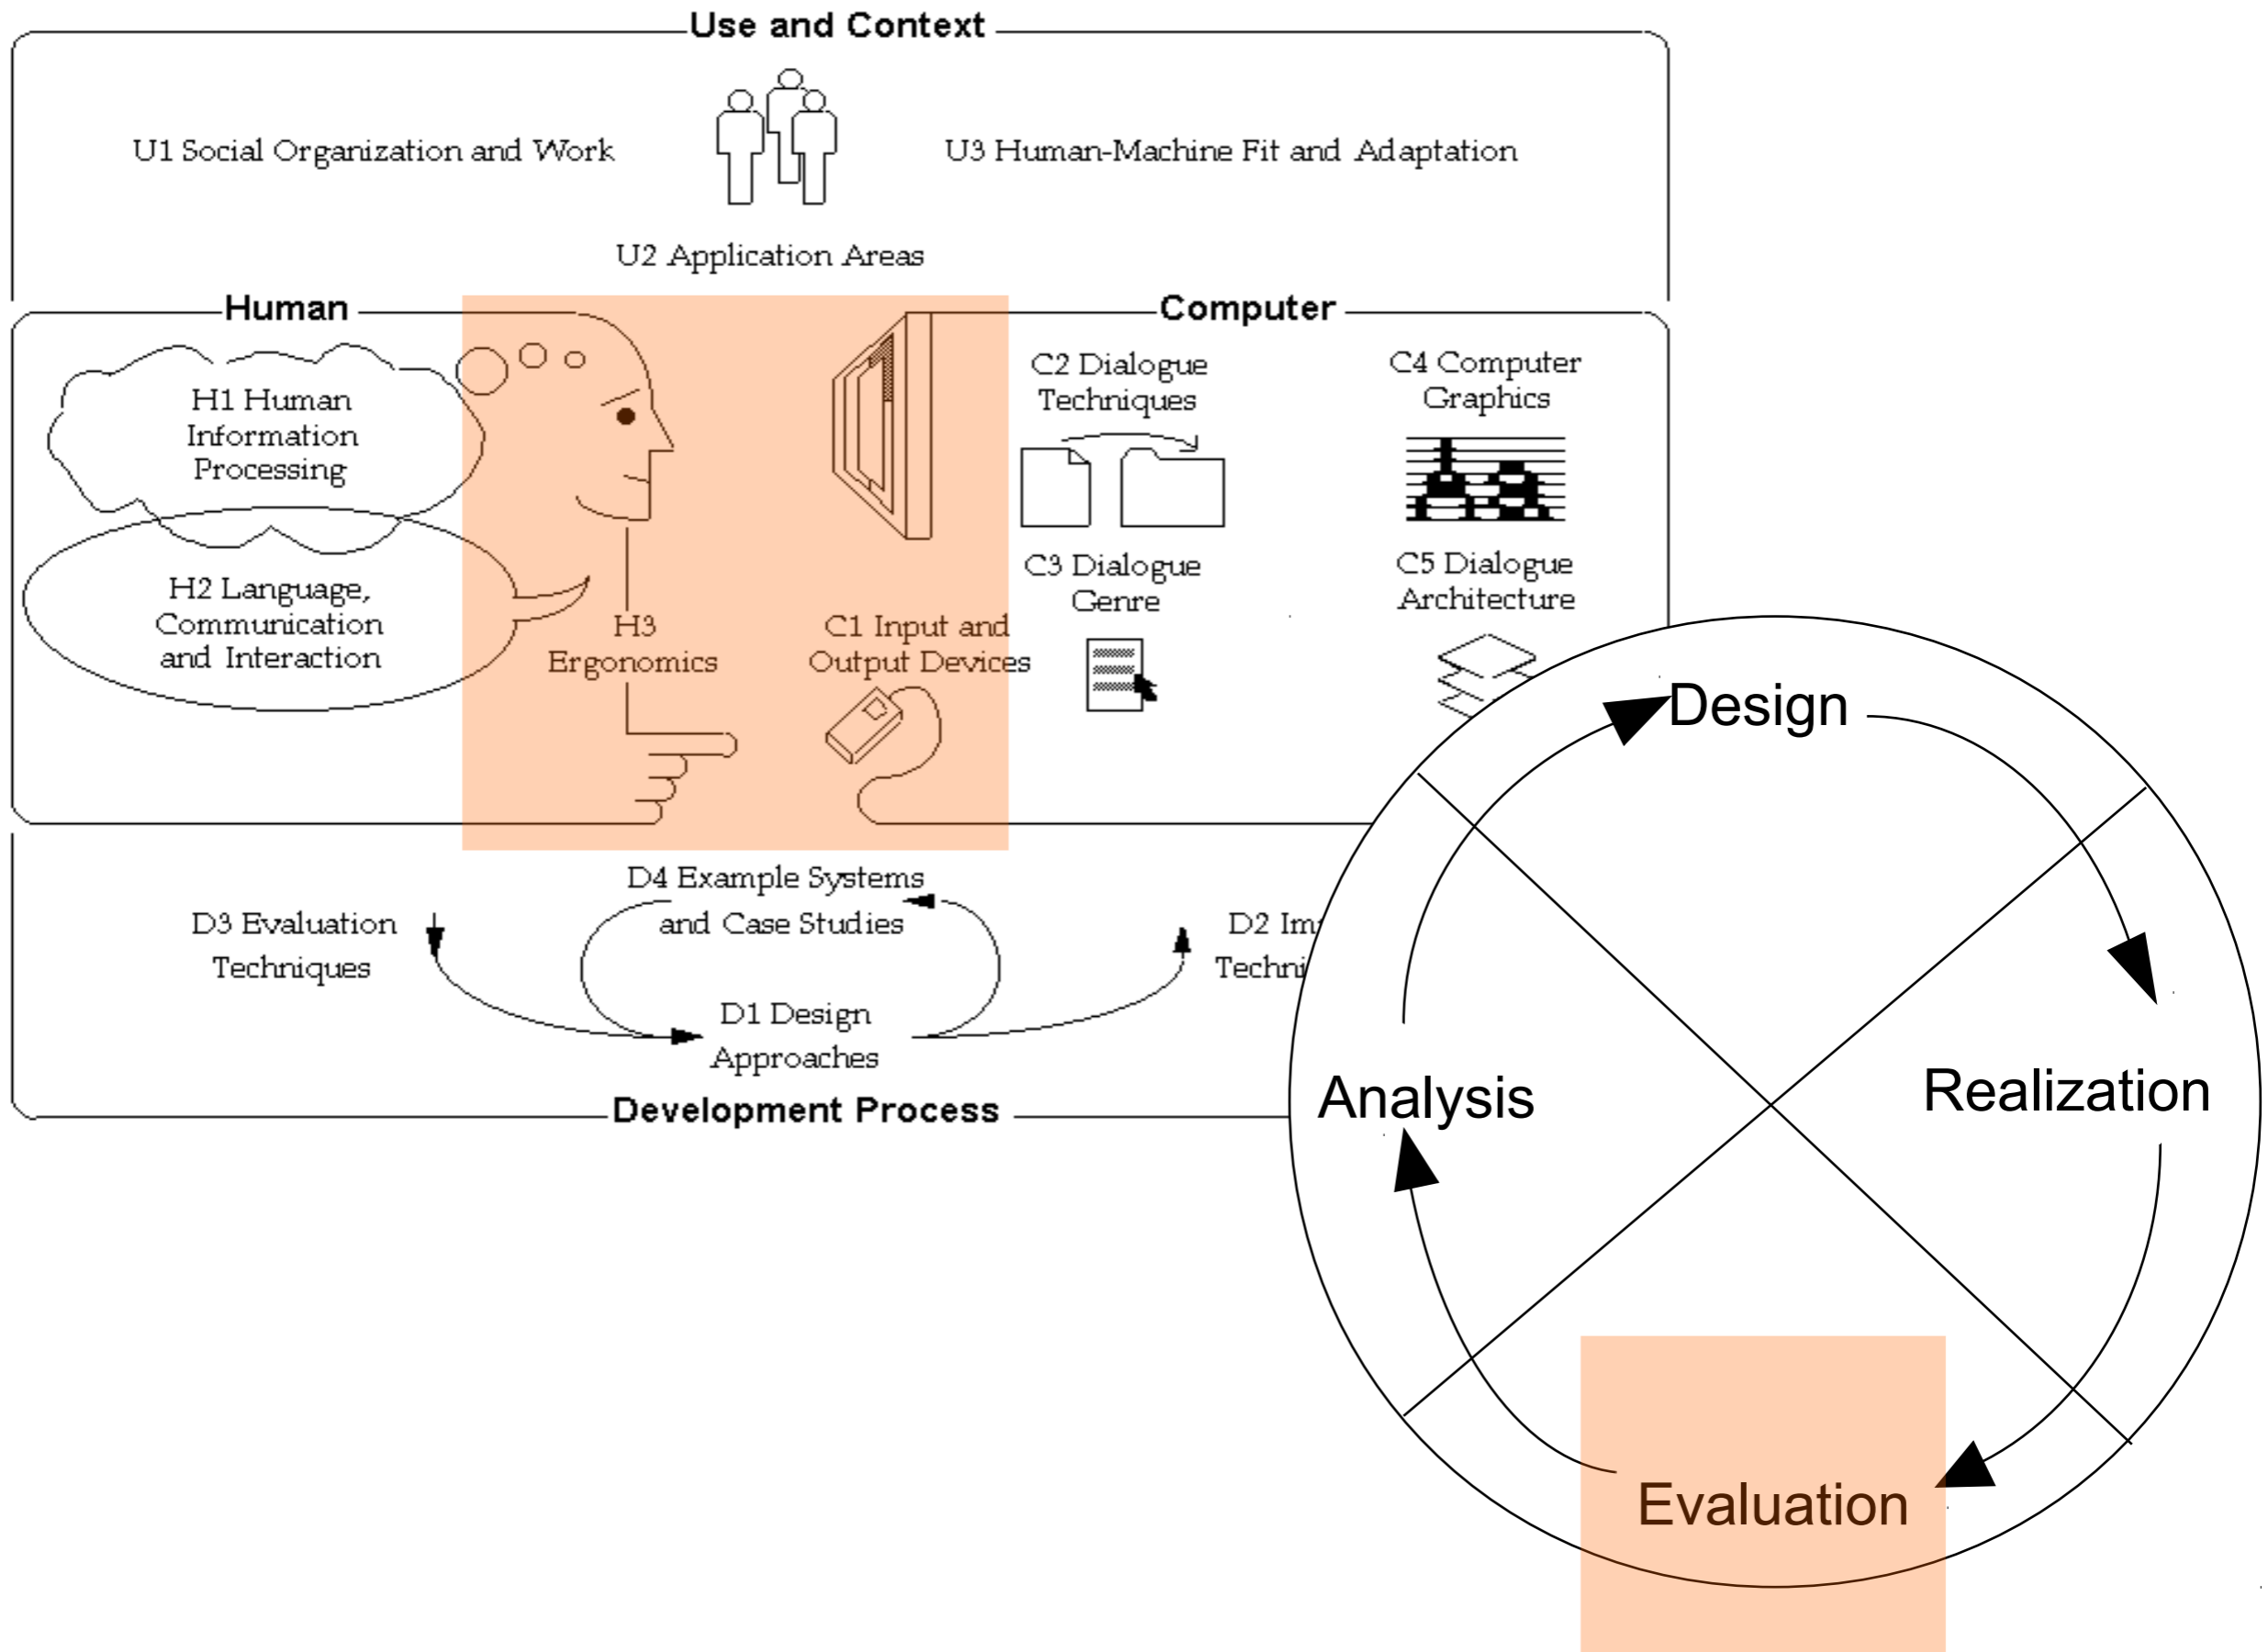 Use and Context
U1 Social Organization and Work
U3 Human-Machine Fit and Adaptation
U2 Application Areas
Human
Computer
H1 Human
Information
Processing
H2 Language,
Communication
and Interaction
H3
Ergonomics
C1 Input and
Output Devices
C2 Dialogue
Techniques
C3 Dialogue
Genre
C4 Computer
Graphics
C5 Dialogue
Architecture
D3 Evaluation
Techniques
D4 Example Systems
and Case Studies
D1 Design
Approaches
D2
Development Process
Design
Analysis
Realization
Evaluation